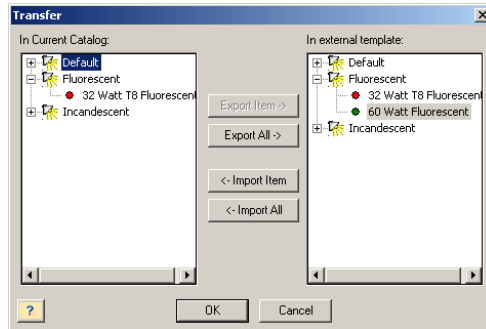 Transfer
In Current Catalog:
Default
Fluorescent
32 Watt T8 Fluorescent
Incandescent
Export Item ->
Export All ->
<- Import Item
<- Import All
In external template:
Default
Fluorescent
32 Watt T8 Fluorescent
60 Watt Fluorescent
Incandescent
?
OK
Cancel